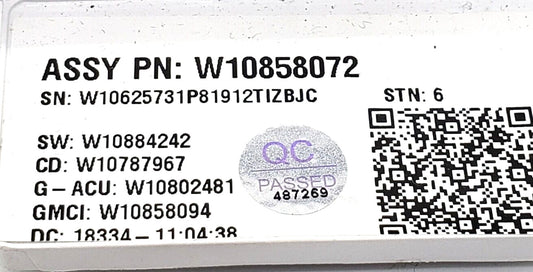 ASSY PN: W10858072
SN: W10625731P81912TIZBJC
STN: 6
SW: W10884242
CD: W10787967
G-ACU: W10802481
GMCI: W10858094
DC: 18334-11:04:38
QC
PASSED
487269